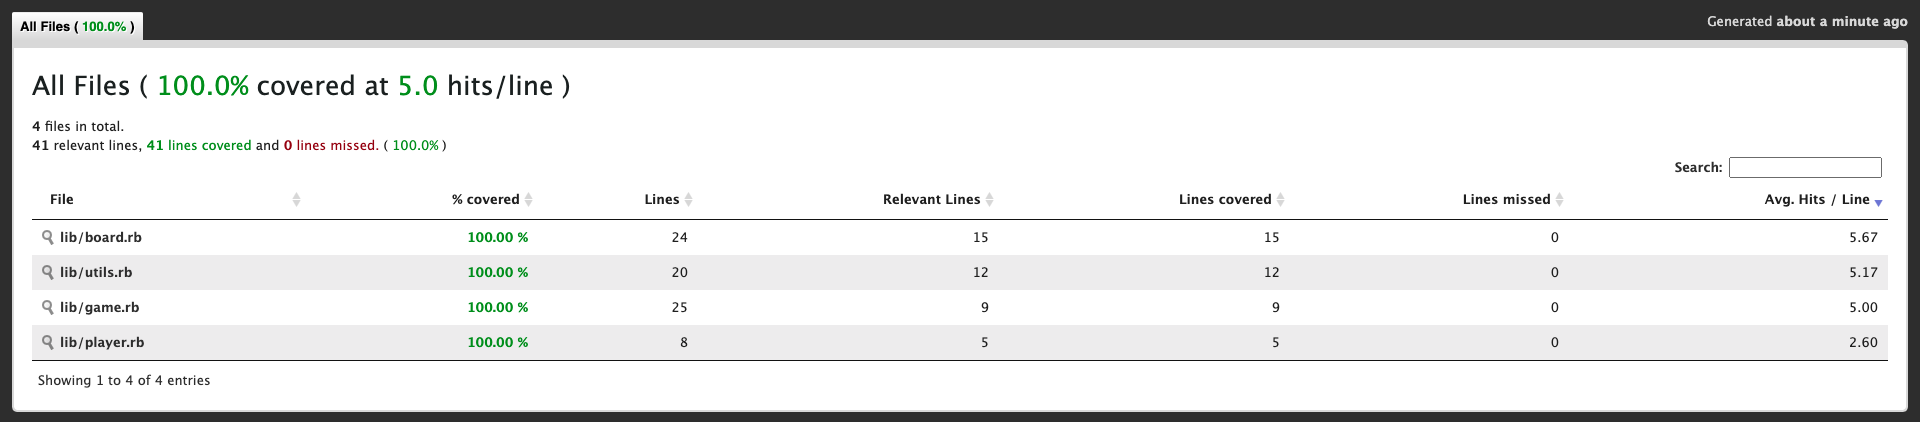 All Files ( 100.0% )
Generated about a minute ago
All Files ( 100.0% covered at 5.0 hits/line )
4 files in total.
41 relevant lines, 41 lines covered and 0 lines missed. ( 100.0% )
Search:
File % covered Lines Relevant Lines Lines covered Lines missed Avg. Hits / Line
lib/board.rb 100.00 % 24 15 15 0 5.67
lib/utils.rb 100.00 % 20 12 12 0 5.17
lib/game.rb 100.00 % 25 9 9 0 5.00
lib/player.rb 100.00 % 8 5 5 0 2.60
Showing 1 to 4 of 4 entries